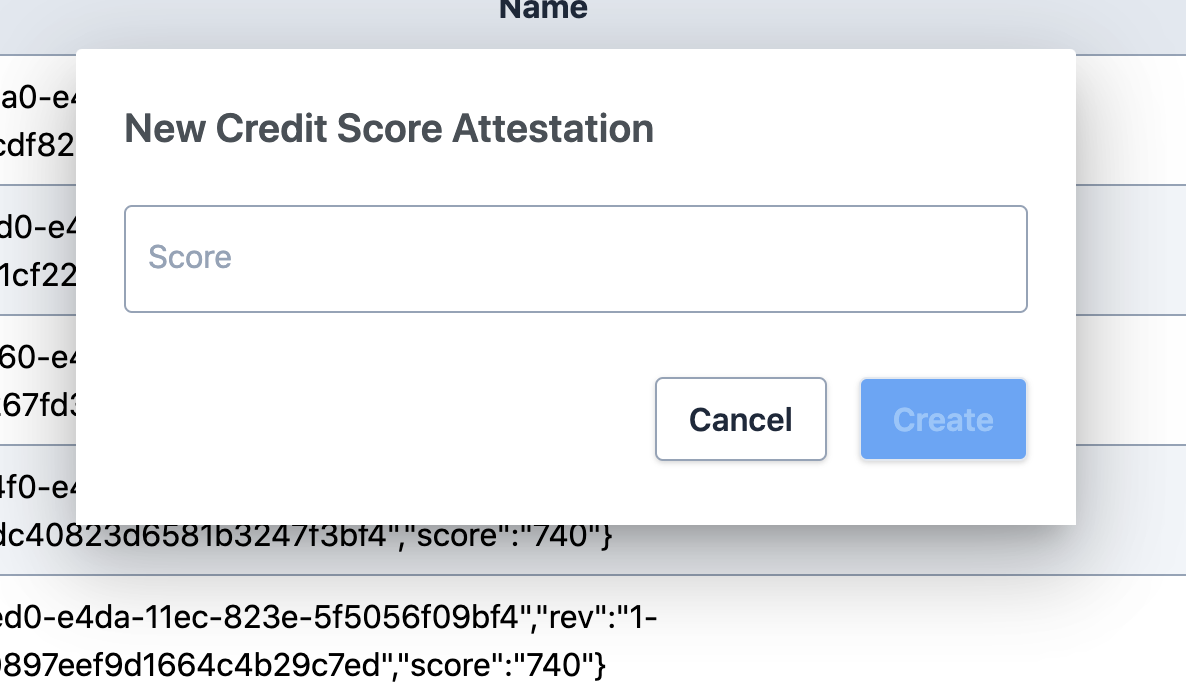 Name
a0-e4
cdf82
New Credit Score Attestation
d0-e4
1cf22
Score
60-e4
67fd3
Cancel
Create
4f0-e4
dc40823d6581b3247f3bf4","score":"740"}
ed0-e4da-11ec-823e-5f5056f09bf4","rev":"1-
0897eef9d1664c4b29c7ed","score":"740"}